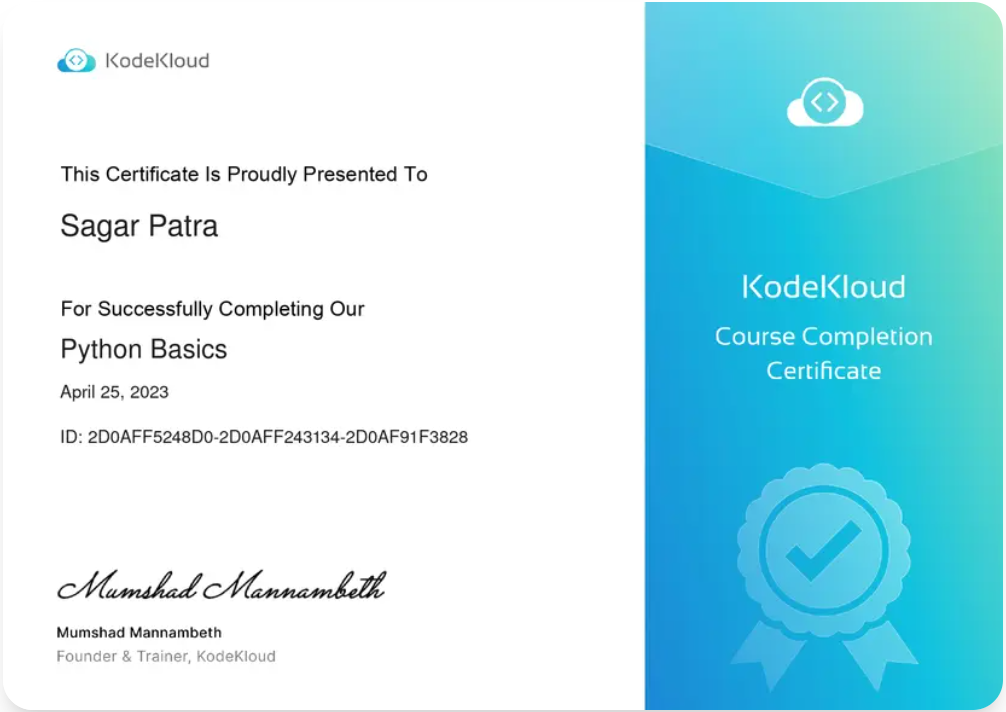 KodeKloud
This Certificate Is Proudly Presented To
Sagar Patra
For Successfully Completing Our
Python Basics
April 25, 2023
ID: 2D0AFF5248D0-2D0AFF243134-2D0AF91F3828
Mumshad Mannambeth
Mumshad Mannambeth
Founder & Trainer, KodeKloud
KodeKloud
Course Completion
Certificate